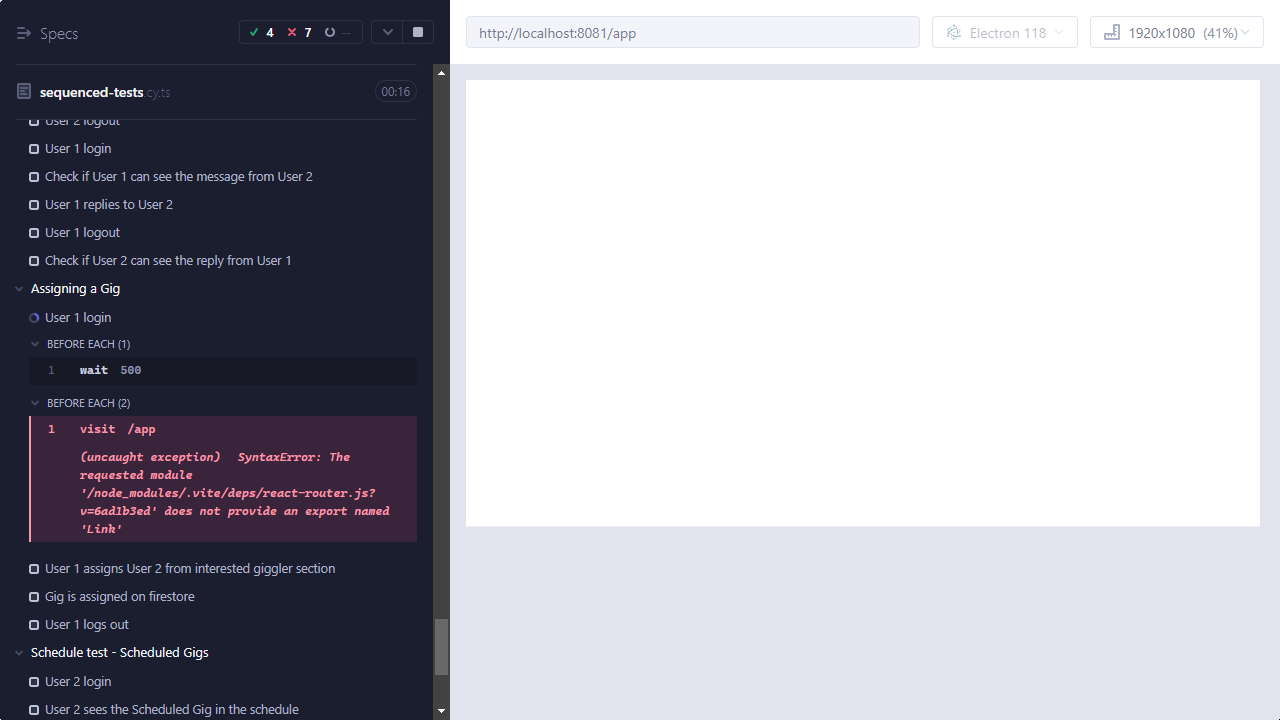 Specs
4 7 --
http://localhost:8081/app
Electron 118
1920x1080 (41%)
sequenced-tests.cy.ts
00:16
User 2 logout
User 1 login
Check if User 1 can see the message from User 2
User 1 replies to User 2
User 1 logout
Check if User 2 can see the reply from User 1
Assigning a Gig
User 1 login
BEFORE EACH (1)
1 wait 500
BEFORE EACH (2)
1 visit /app
(uncaught exception) SyntaxError: The
requested module
'/node_modules/.vite/deps/react-router.js?
v=6ad1b3ed' does not provide an export named
'Link'
User 1 assigns User 2 from interested giggler section
Gig is assigned on firestore
User 1 logs out
Schedule test - Scheduled Gigs
User 2 login
User 2 sees the Scheduled Gig in the schedule